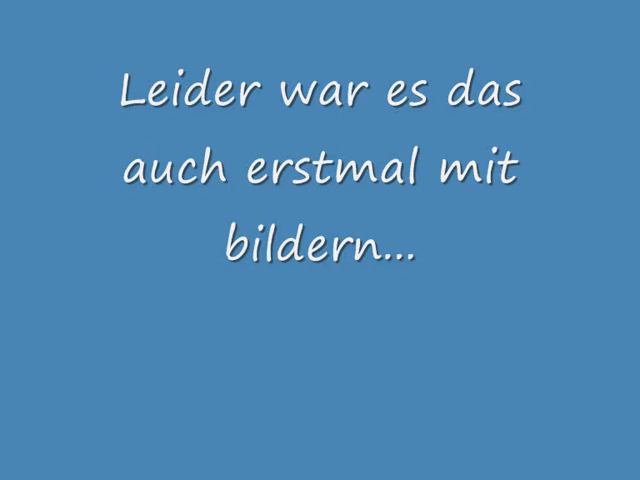 Leider war es das
auch erstmal mit
bildern...